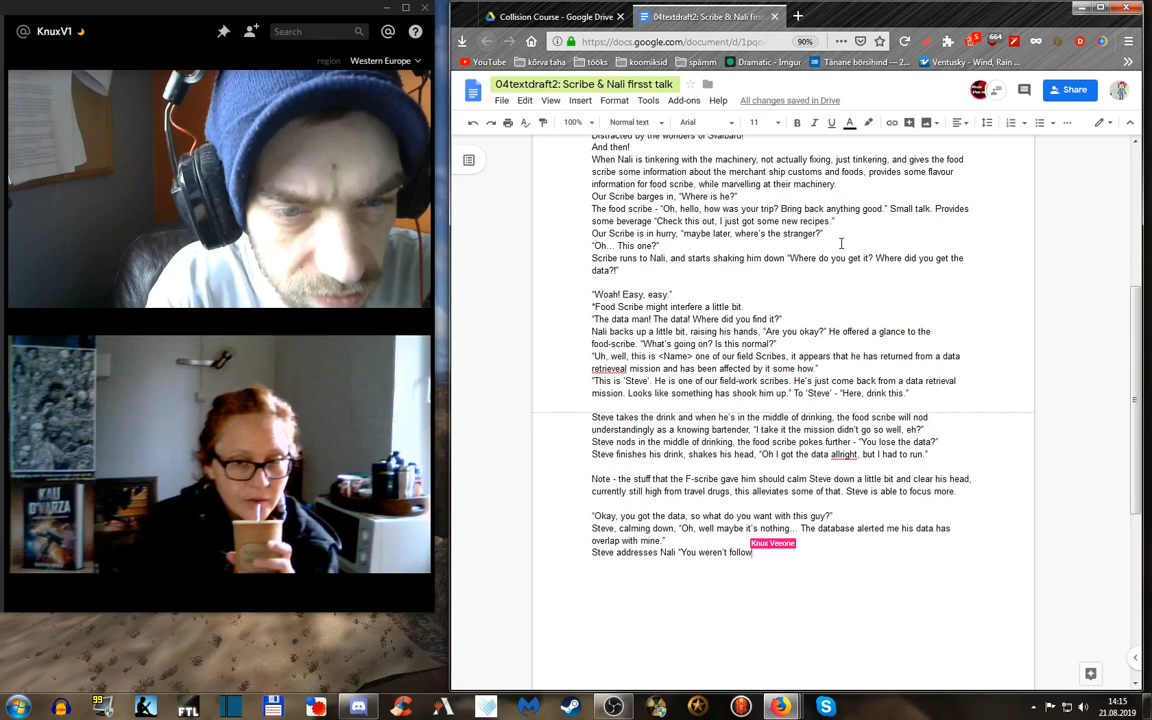 KnuxV1
Search
region Western Europe
KALI
D'VARZA
Collision Course - Google Drive
04textdraft2: Scribe & Nali firss
https://docs.google.com/document/d/1pqo
90%
5
664
YouTube
kõrva taha
tööks
koomiksid
spämm
Dramatic - Imgur
Tänane börsihind — 2...
Ventusky - Wind, Rain ...
04textdraft2: Scribe & Nali firsst talk
File Edit View Insert Format Tools Add-ons Help All changes saved in Drive
Share
100% Normal text Arial 11
Distracted by the wonders of Svalbard!
And then!
When Nali is tinkering with the machinery, not actually fixing, just tinkering, and gives the food
scribe some information about the merchant ship customs and foods, provides some flavour
information for food scribe, while marvelling at their machinery.
Our Scribe barges in, “Where is he?”
The food scribe - “Oh, hello, how was your trip? Bring back anything good.” Small talk. Provides
some beverage “Check this out, I just got some new recipes.”
Our Scribe is in hurry, “maybe later, where’s the stranger?”
“Oh... This one?”
Scribe runs to Nali, and starts shaking him down “Where do you get it? Where did you get the
data?!”
“Woah! Easy, easy.”
*Food Scribe might interfere a little bit.
“The data man! The data! Where did you find it?”
Nali backs up a little bit, raising his hands, “Are you okay?” He offered a glance to the
food-scribe. “What’s going on? Is this normal?”
“Uh, well, this is <Name> one of our field Scribes, it appears that he has returned from a data
retrieveal mission and has been affected by it some how.”
“This is ‘Steve’. He is one of our field-work scribes. He’s just come back from a data retrieval
mission. Looks like something has shook him up.” To ‘Steve’ - “Here, drink this.”
Steve takes the drink and when he’s in the middle of drinking, the food scribe will nod
understandingly as a knowing bartender, “I take it the mission didn’t go so well, eh?”
Steve nods in the middle of drinking, the food scribe pokes further - “You lose the data?”
Steve finishes his drink, shakes his head, “Oh I got the data allright, but I had to run.”
Note - the stuff that the F-scribe gave him should calm Steve down a little bit and clear his head,
currently still high from travel drugs, this alleviates some of that. Steve is able to focus more.
“Okay, you got the data, so what do you want with this guy?”
Steve, calming down, “Oh, well maybe it’s nothing... The database alerted me his data has
overlap with mine.”
Knux Veeone
Steve addresses Nali “You weren’t follow
99
FTL
14:15
21.08.2019